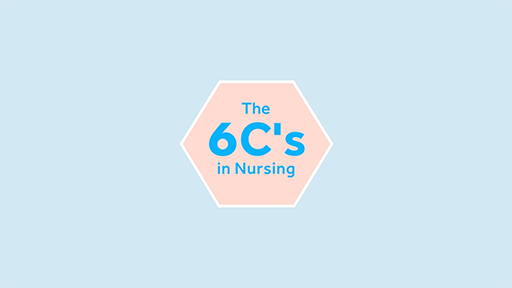 The
6C's
in Nursing